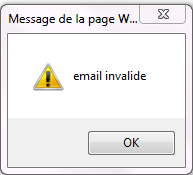 Message de la page W...
email invalide
OK